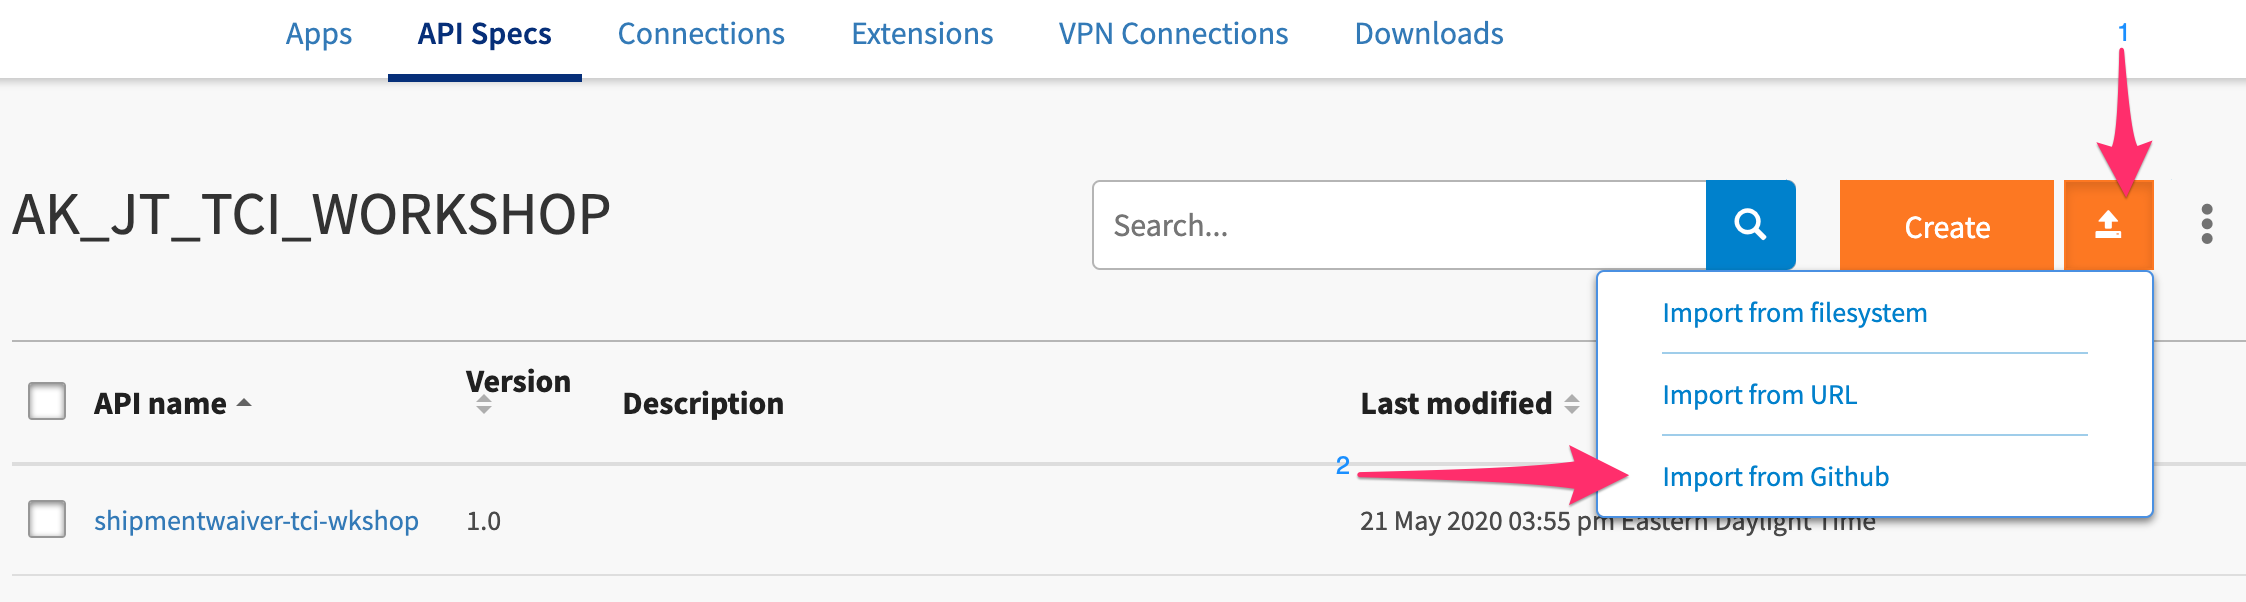 Apps API Specs Connections Extensions VPN Connections Downloads 1
AK_JT_TCI_WORKSHOP
Search...
Create
Import from filesystem
Import from URL
Import from Github
API name Version Description Last modified
2
shipmentwaiver-tci-wkshop 1.0 21 May 2020 03:55 pm Eastern Daylight Time